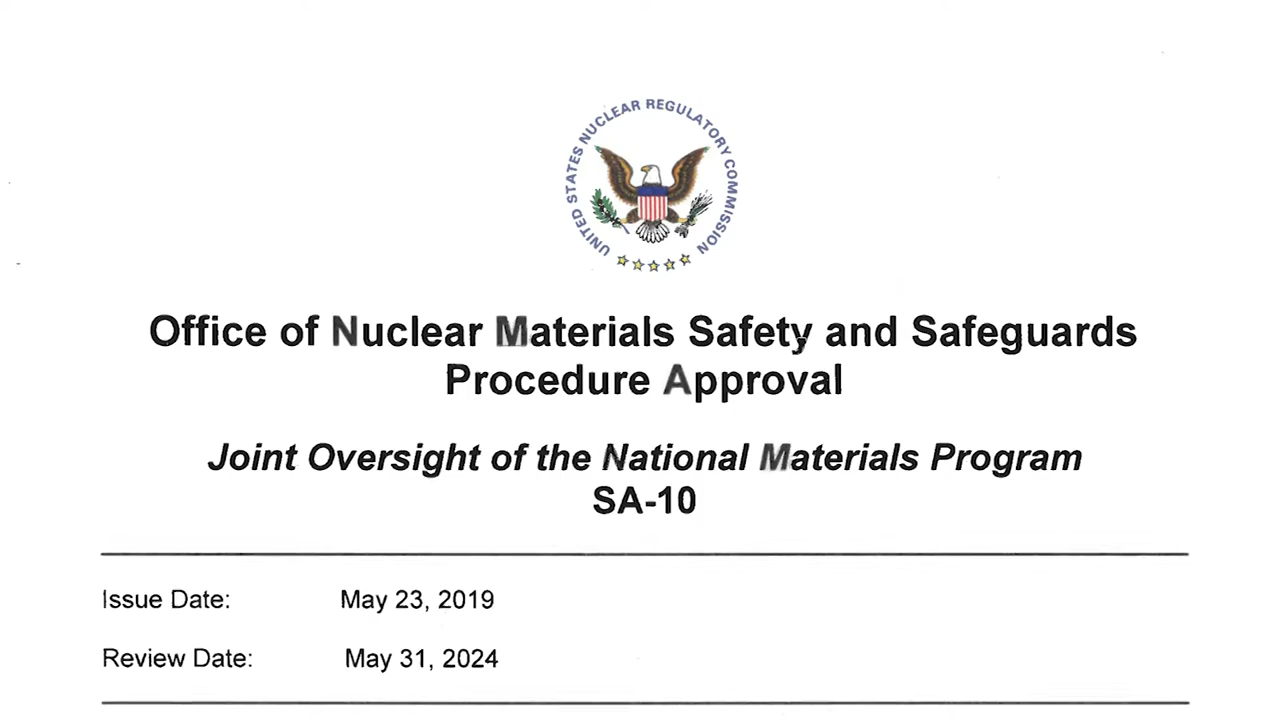 UNITED STATES NUCLEAR REGULATORY COMMISSION
Office of Nuclear Materials Safety and Safeguards
Procedure Approval
Joint Oversight of the National Materials Program
SA-10
Issue Date: May 23, 2019
Review Date: May 31, 2024